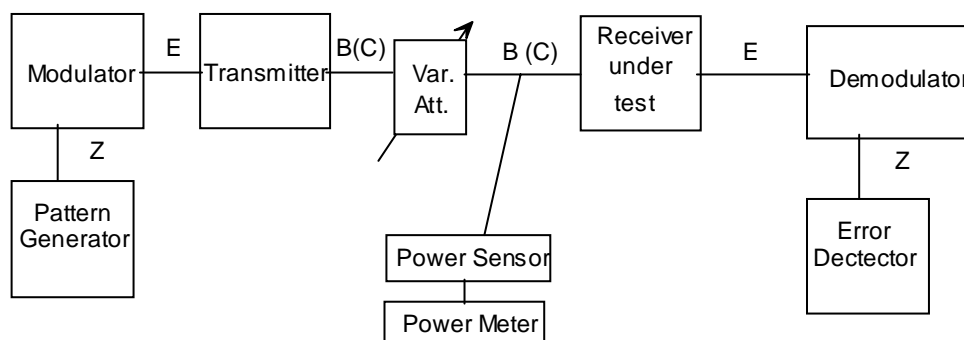 Modulator
E
Transmitter
B(C)
Var.
Att.
B (C)
Receiver
under
test
E
Demodulator
Z
Z
Pattern
Generator
Power Sensor
Power Meter
Error
Dectector